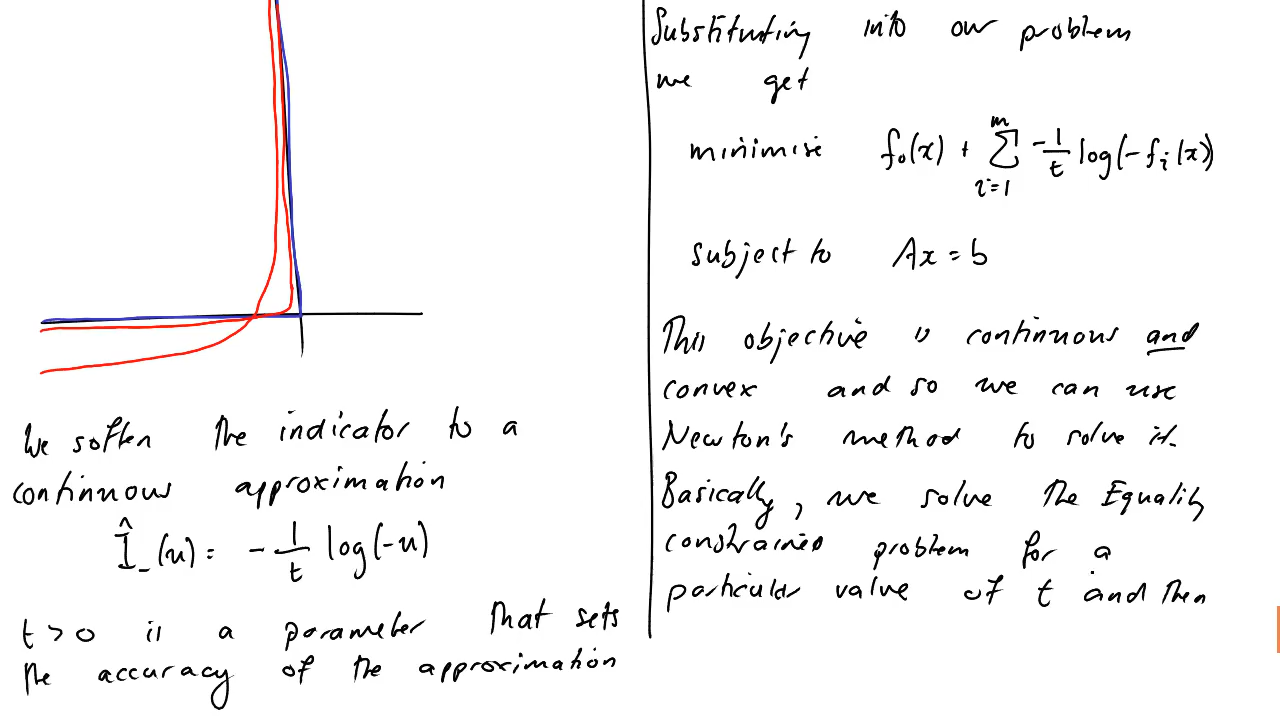 We soften the indicator to a
continuous approximation
Î_(u) = - 1/t log(-u)
t > 0 is a parameter that sets
the accuracy of the approximation
Substituting into our problem
we get
minimise f₀(x) + ∑_{i=1}^{m} -1/t log(-fᵢ(x))
subject to Ax = b
This objective is continuous and
convex and so we can use
Newton's method to solve it.
Basically, we solve the Equality
constrained problem for a
particular value of t and then